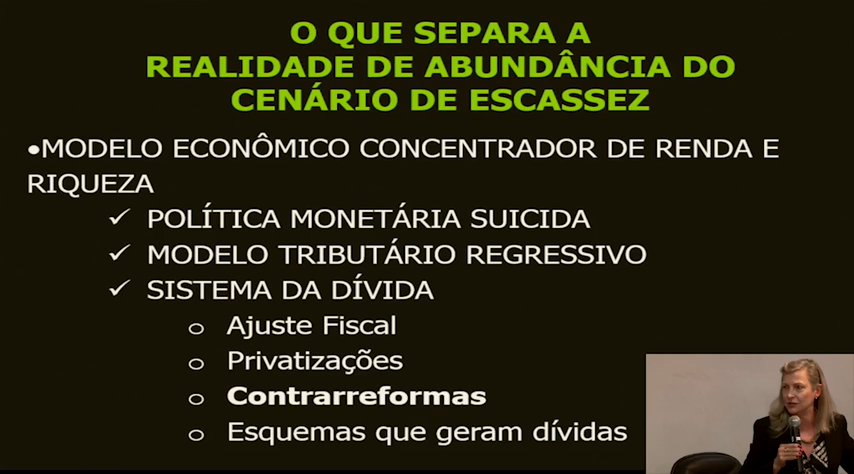 O QUE SEPARA A
REALIDADE DE ABUNDÂNCIA DO
CENÁRIO DE ESCASSEZ
•MODELO ECONÔMICO CONCENTRADOR DE RENDA E
RIQUEZA
✓ POLÍTICA MONETÁRIA SUICIDA
✓ MODELO TRIBUTÁRIO REGRESSIVO
✓ SISTEMA DA DÍVIDA
o Ajuste Fiscal
o Privatizações
o Contrarreformas
o Esquemas que geram dívidas